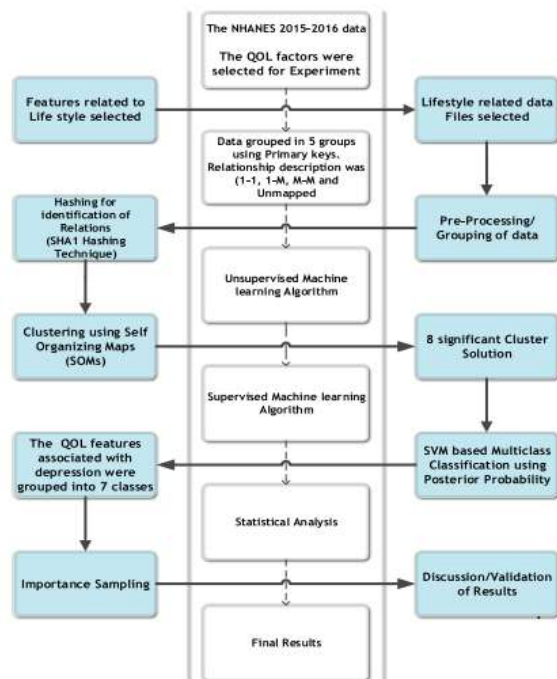 The NHANES 2015-2016 data
The QOL factors were
selected for Experiment
Features related to
Life style selected
Lifestyle related data
Files selected
Data grouped in 5 groups
using Primary keys.
Relationship description was
(1-1, 1-M, M-M and
Unmapped
Hashing for
identification of
Relations
(SHA1 Hashing
Technique)
Pre-Processing/
Grouping of data
Unsupervised Machine
learning Algorithm
Clustering using Self
Organizing Maps
(SOMs)
8 significant Cluster
Solution
Supervised Machine learning
Algorithm
The QOL features
associated with
depression were
grouped into 7 classes
SVM based Multiclass
Classification using
Posterior Probability
Statistical Analysis
Importance Sampling
Discussion/Validation
of Results
Final Results